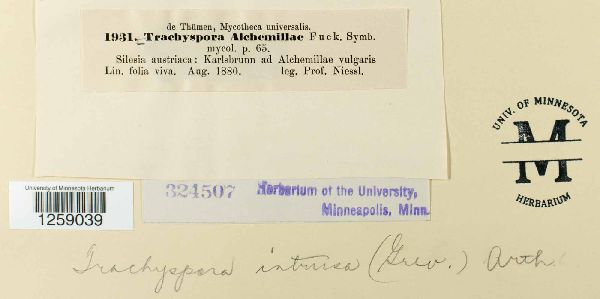 de Thümen, Mycotheca universalis.
1931. Trachyspora Alchemillae Fuck. Symb.
mycol. p. 65.
Silesia austriaca: Karlsbrunn ad Alchemillae vulgaris
Lin. folia viva. Aug. 1880. leg. Prof. Niessl.
UNIV. OF MINNESOTA
M
HERBARIUM
University of Minnesota Herbarium
1259039
324507
Herbarium of the University,
Minneapolis, Minn.
Trachyspora intrusa (Grev.) Arth.